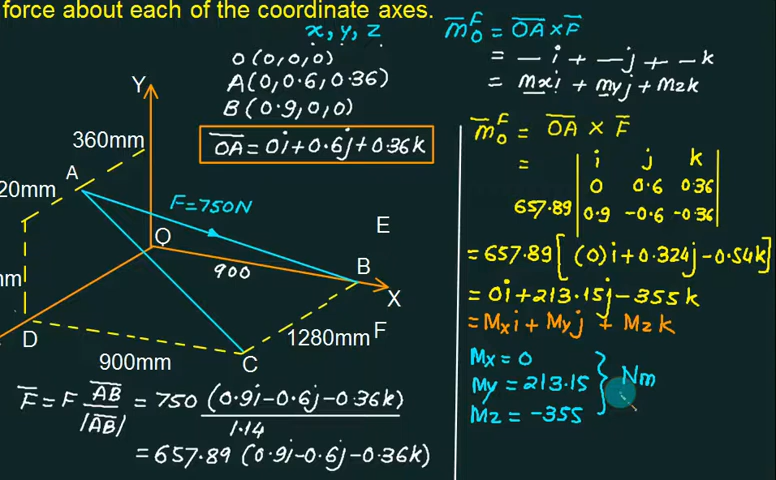 force about each of the coordinate axes.
x, y, z
O(0,0,0)
A(0,0.6,0.36)
B(0.9,0,0)
OA = 0i+0.6j+0.36k
Y
360mm
A
20mm
F=750N
O
E
B
900
X
m
D
1280mm F
900mm
C
F = F AB/|AB| = 750 (0.9i-0.6j-0.36k)/1.14
= 657.89 (0.9i-0.6j-0.36k)
m_O^F = OA × F
= _ i + _ j + _ k
= mxi + myj + mzk
m_O^F = OA × F
= | i j k |
| 0 0.6 0.36 |
657.89 | 0.9 -0.6 -0.36 |
= 657.89 [(0)i+0.324j-0.54k]
= 0i+213.15j-355k
= Mxi + Myj + Mzk
Mx = 0
My = 213.15 } Nm
Mz = -355